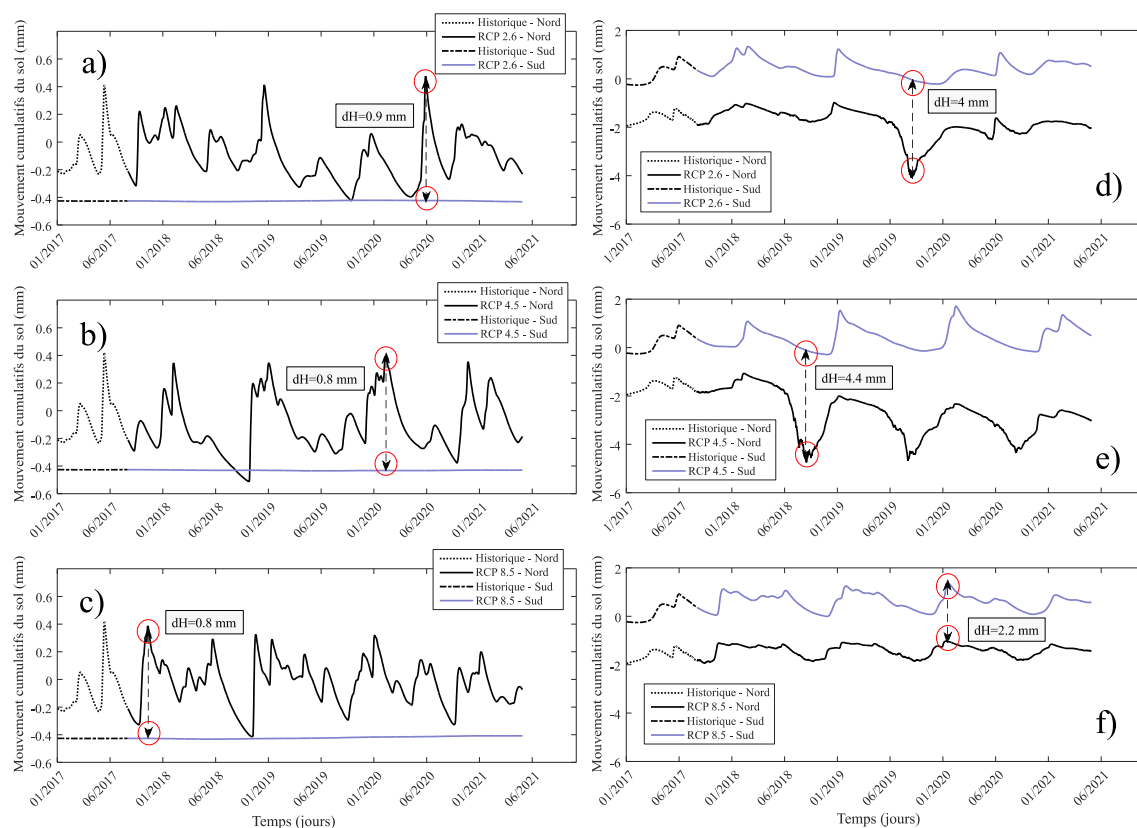 a)
Mouvement cumulatifs du sol (mm)
Historique - Nord
RCP 2.6 - Nord
Historique - Sud
RCP 2.6 - Sud
dH=0.9 mm
0.6
0.4
0.2
0
-0.2
-0.4
-0.6
01/2017
06/2017
01/2018
06/2018
01/2019
06/2019
01/2020
06/2020
01/2021
06/2021
d)
Mouvement cumulatifs du sol (mm)
dH=4 mm
Historique - Nord
RCP 2.6 - Nord
Historique - Sud
RCP 2.6 - Sud
2
0
-2
-4
-6
01/2017
06/2017
01/2018
06/2018
01/2019
06/2019
01/2020
06/2020
01/2021
06/2021
b)
Mouvement cumulatifs du sol (mm)
Historique - Nord
RCP 4.5 - Nord
Historique - Sud
RCP 4.5 - Sud
dH=0.8 mm
0.6
0.4
0.2
0
-0.2
-0.4
-0.6
01/2017
06/2017
01/2018
06/2018
01/2019
06/2019
01/2020
06/2020
01/2021
06/2021
e)
Mouvement cumulatifs du sol (mm)
dH=4.4 mm
Historique - Nord
RCP 4.5 - Nord
Historique - Sud
RCP 4.5 - Sud
2
0
-2
-4
-6
1/2017
06/2017
01/2018
06/2018
01/2019
06/2019
01/2020
06/2020
01/2021
06/2021
c)
Mouvement cumulatifs du sol (mm)
Historique - Nord
RCP 8.5 - Nord
Historique - Sud
RCP 8.5 - Sud
dH=0.8 mm
0.6
0.4
0.2
0
-0.2
-0.4
-0.6
01/2017
06/2017
01/2018
06/2018
01/2019
06/2019
01/2020
06/2020
01/2021
06/2021
Temps (jours)
f)
Mouvement cumulatifs du sol (mm)
dH=2.2 mm
Historique - Nord
RCP 8.5 - Nord
Historique - Sud
RCP 8.5 - Sud
2
0
-2
-4
-6
01/2017
06/2017
01/2018
06/2018
01/2019
06/2019
01/2020
06/2020
01/2021
06/2021
Temps (jours)